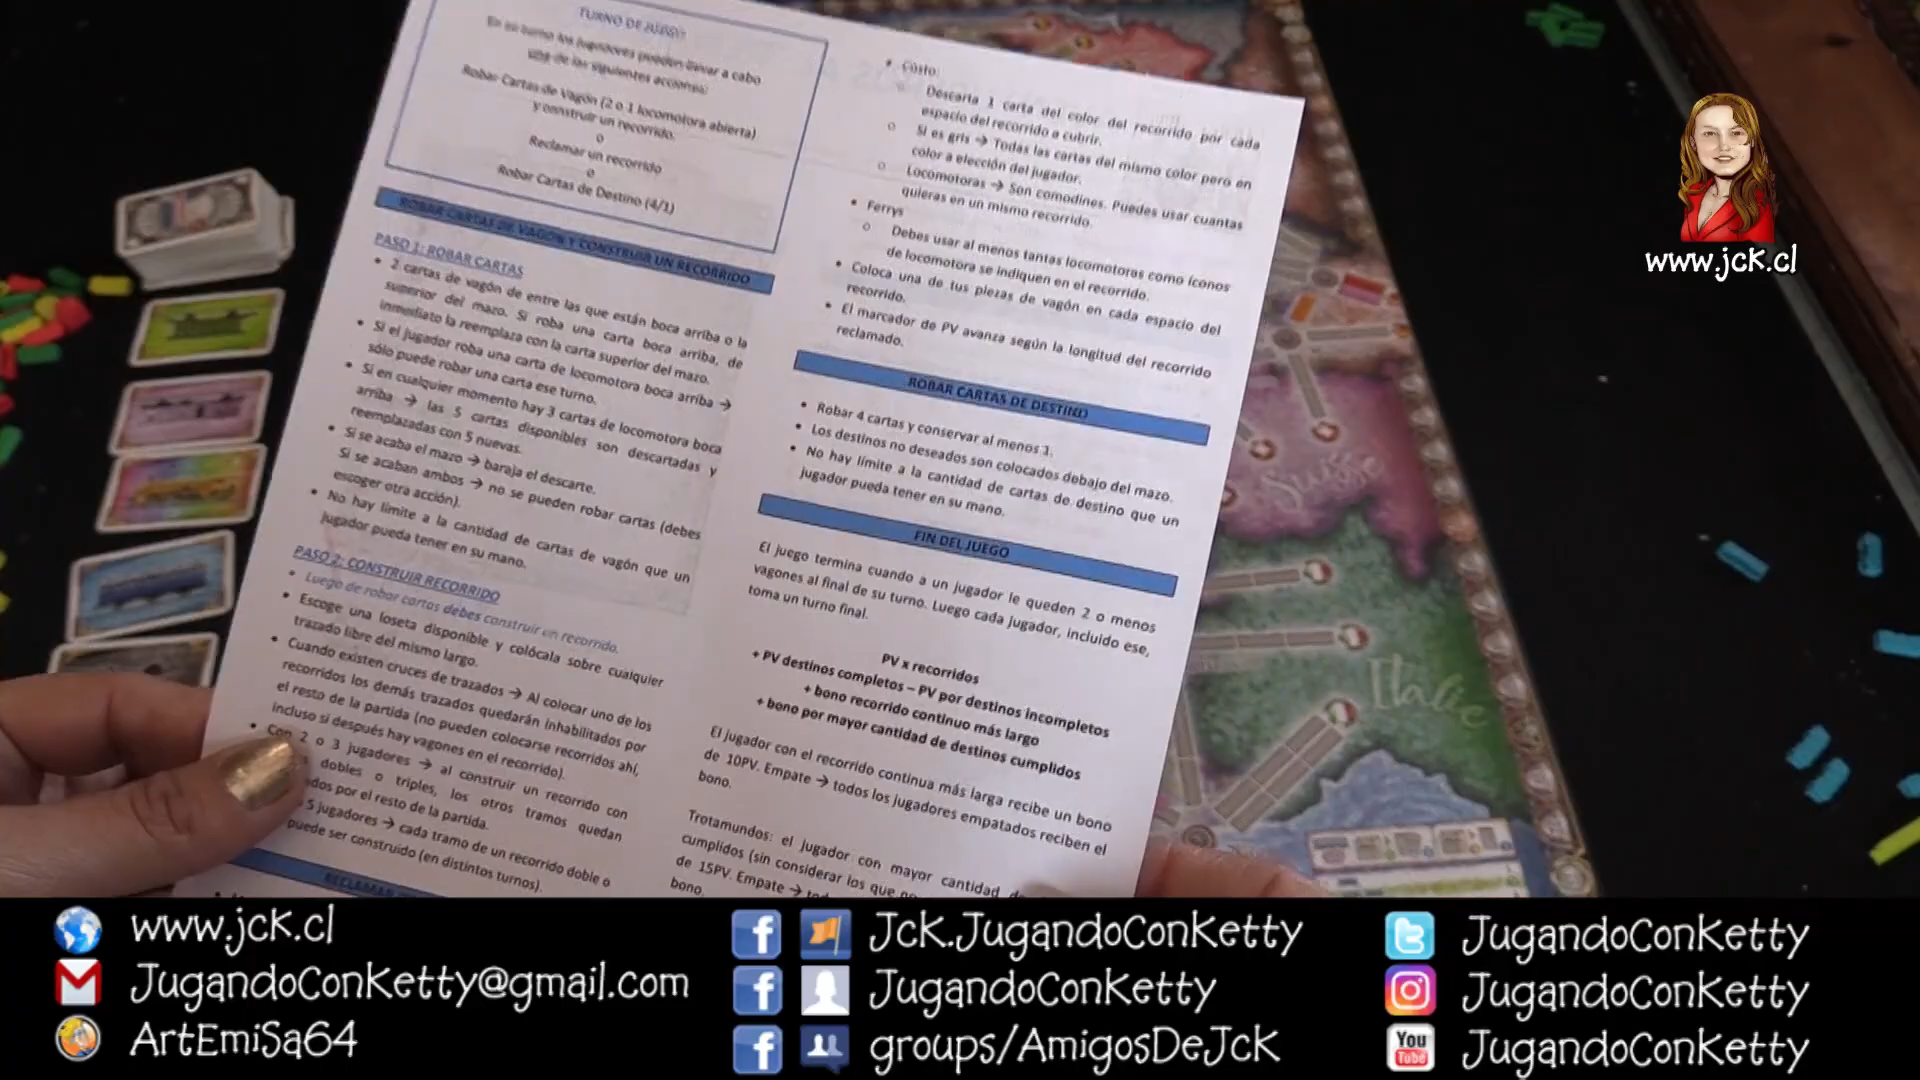 TURNO DE JUEGO:
En su turno los jugadores pueden llevar a cabo
una de las siguientes acciones:
Robar Cartas de Vagón (2 o 1 locomotora abierta)
y construir un recorrido.
o
Reclamar un recorrido
o
Robar Cartas de Destino (4/1)
ROBAR CARTAS DE VAGÓN Y CONSTRUIR UN RECORRIDO
PASO 1: ROBAR CARTAS
• 2 cartas de vagón de entre las que están boca arriba o la
superior del mazo. Si roba una carta boca arriba, de
inmediato la reemplaza con la carta superior del mazo.
• Si el jugador roba una carta de locomotora boca arriba →
sólo puede robar una carta ese turno.
• Si en cualquier momento hay 3 cartas de locomotora boca
arriba → las 5 cartas disponibles son descartadas y
reemplazadas con 5 nuevas.
• Si se acaba el mazo → baraja el descarte.
Si se acaban ambos → no se pueden robar cartas (debes
escoger otra acción).
• No hay límite a la cantidad de cartas de vagón que un
jugador pueda tener en su mano.
PASO 2: CONSTRUIR RECORRIDO
• Luego de robar cartas debes construir un recorrido.
• Escoge una loseta disponible y colócala sobre cualquier
trazado libre del mismo largo.
• Cuando existen cruces de trazados → Al colocar uno de los
recorridos los demás trazados quedarán inhabilitados por
el resto de la partida (no pueden colocarse recorridos ahí,
incluso si después hay vagones en el recorrido).
• Con 2 o 3 jugadores → al construir un recorrido con
dobles o triples, los otros tramos quedan
por el resto de la partida.
5 jugadores → cada tramo de un recorrido doble o
puede ser construido (en distintos turnos).
• Costo:
o Descarta 1 carta del color del recorrido por cada
espacio del recorrido a cubrir.
o Si es gris → Todas las cartas del mismo color pero en
color a elección del jugador.
o Locomotoras → Son comodines. Puedes usar cuantas
quieras en un mismo recorrido.
• Ferrys
o Debes usar al menos tantas locomotoras como íconos
de locomotora se indiquen en el recorrido.
• Coloca una de tus piezas de vagón en cada espacio del
recorrido.
• El marcador de PV avanza según la longitud del recorrido
reclamado.
ROBAR CARTAS DE DESTINO
• Robar 4 cartas y conservar al menos 1.
• Los destinos no deseados son colocados debajo del mazo.
• No hay límite a la cantidad de cartas de destino que un
jugador pueda tener en su mano.
FIN DEL JUEGO
El juego termina cuando a un jugador le queden 2 o menos
vagones al final de su turno. Luego cada jugador, incluido ese,
toma un turno final.
PV x recorridos
+ PV destinos completos – PV por destinos incompletos
+ bono recorrido continuo más largo
+ bono por mayor cantidad de destinos cumplidos
El jugador con el recorrido continua más larga recibe un bono
de 10PV. Empate → todos los jugadores empatados reciben el
bono.
Trotamundos: el jugador con mayor cantidad
cumplidos (sin considerar los que
de 15PV. Empate →
bono.
Suisse
Italie
www.jck.cl
www.jck.cl
JugandoConKetty@gmail.com
ArtEmiSa64
Jck.JugandoConKetty
JugandoConKetty
groups/AmigosDeJck
JugandoConKetty
JugandoConKetty
You Tube JugandoConKetty